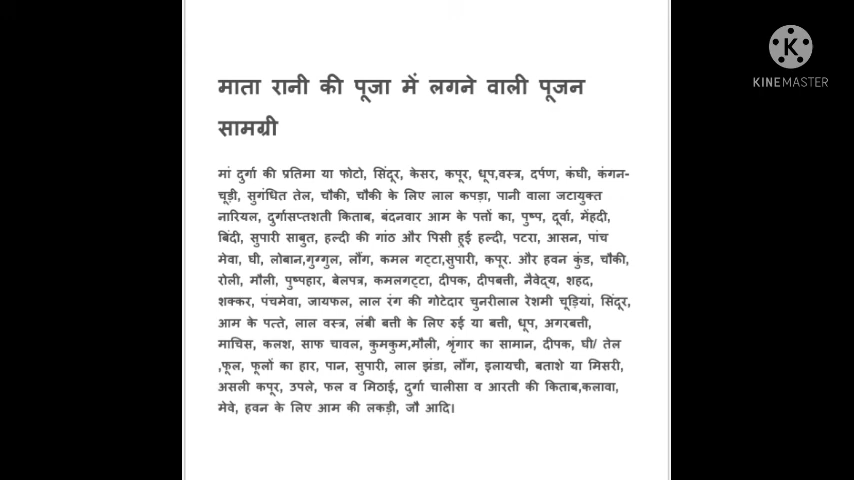 माता रानी की पूजा में लगने वाली पूजन
सामग्री
मां दुर्गा की प्रतिमा या फोटो, सिंदूर, केसर, कपूर, धूप,वस्त्र, दर्पण, कंघी, कंगन-
चूड़ी, सुगंधित तेल, चौकी, चौकी के लिए लाल कपड़ा, पानी वाला जटायुक्त
नारियल, दुर्गासप्तशती किताब, बंदनवार आम के पत्तों का, पुष्प, दूर्वा, मेंहदी,
बिंदी, सुपारी साबुत, हल्दी की गांठ और पिसी हूई हल्दी, पटरा, आसन, पांच
मेवा, घी, लोबान,गुग्गुल, लौंग, कमल गट्टा,सुपारी, कपूर. और हवन कुंड, चौकी,
रोली, मौली, पुष्पहार, बेलपत्र, कमलगट्टा, दीपक, दीपबत्ती, नैवेद्य, शहद,
शक्कर, पंचमेवा, जायफल, लाल रंग की गोटेदार चुनरीलाल रेशमी चूड़ियां, सिंदूर,
आम के पत्ते, लाल वस्त्र, लंबी बत्ती के लिए रुई या बत्ती, धूप, अगरबत्ती,
माचिस, कलश, साफ चावल, कुमकुम,मौली, श्रृंगार का सामान, दीपक, घी/ तेल
,फूल, फूलों का हार, पान, सुपारी, लाल झंडा, लौंग, इलायची, बताशे या मिसरी,
असली कपूर, उपले, फल व मिठाई, दुर्गा चालीसा व आरती की किताब,कलावा,
मेवे, हवन के लिए आम की लकड़ी, जौ आदि।
K
KINEMASTER